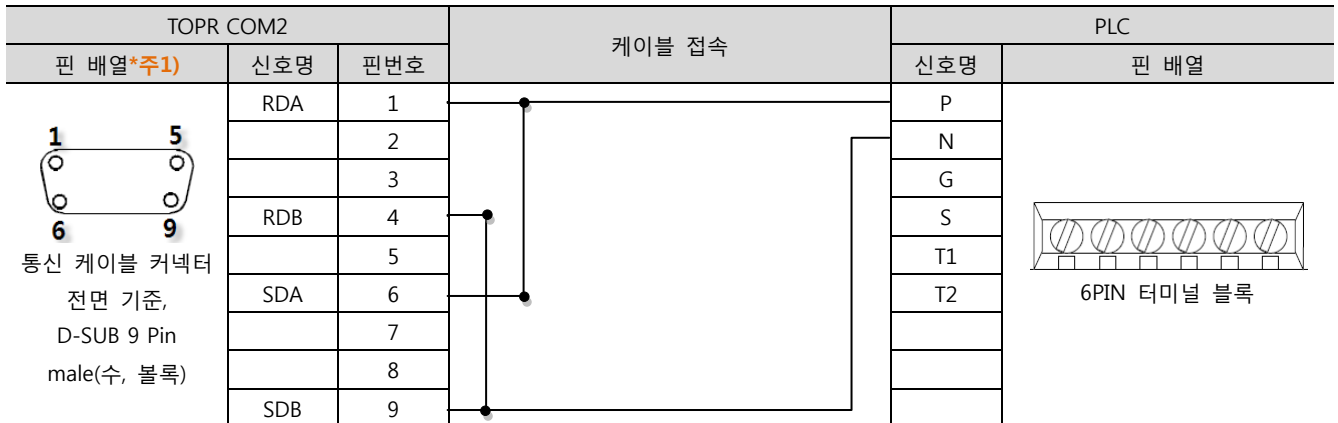 TOPR COM2 케이블 접속 PLC
핀 배열*주1) 신호명 핀번호 신호명 핀 배열
RDA 1 P
2 N
3 G
RDB 4 S
5 T1
SDA 6 T2
7
8
SDB 9
1 5
6 9
통신 케이블 커넥터
전면 기준,
D-SUB 9 Pin
male(수, 볼록)
6PIN 터미널 블록